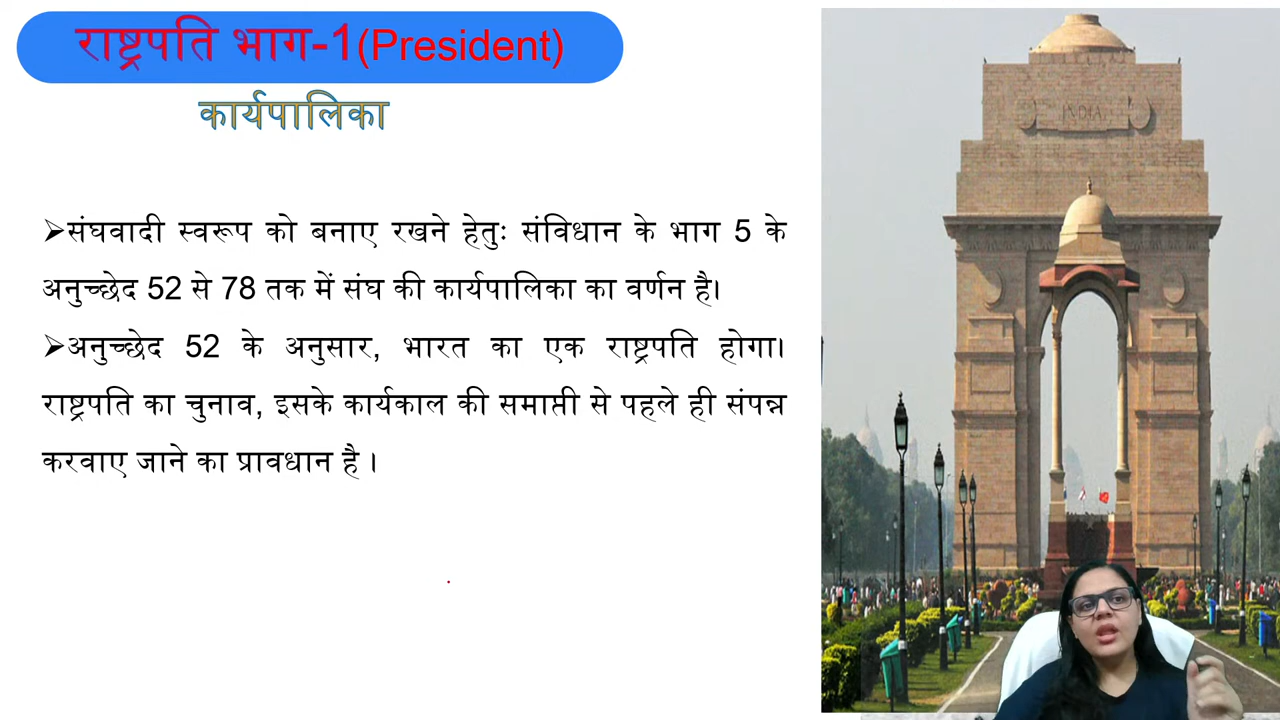 राष्ट्रपति भाग-1(President)
कार्यपालिका
➢संघवादी स्वरूप को बनाए रखने हेतुः संविधान के भाग 5 के
अनुच्छेद 52 से 78 तक में संघ की कार्यपालिका का वर्णन है।
➢अनुच्छेद 52 के अनुसार, भारत का एक राष्ट्रपति होगा।
राष्ट्रपति का चुनाव, इसके कार्यकाल की समाप्ती से पहले ही संपन्न
करवाए जाने का प्रावधान है ।
INDIA